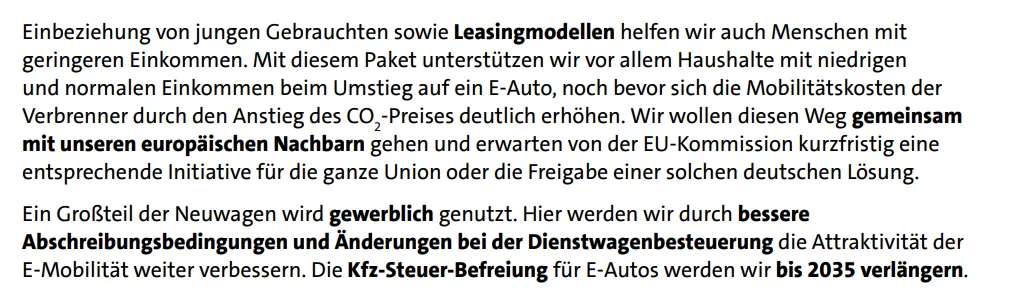 Einbeziehung von jungen Gebrauchten sowie Leasingmodellen helfen wir auch Menschen mit
geringeren Einkommen. Mit diesem Paket unterstützen wir vor allem Haushalte mit niedrigen
und normalen Einkommen beim Umstieg auf ein E-Auto, noch bevor sich die Mobilitätskosten der
Verbrenner durch den Anstieg des CO₂-Preises deutlich erhöhen. Wir wollen diesen Weg gemeinsam
mit unseren europäischen Nachbarn gehen und erwarten von der EU-Kommission kurzfristig eine
entsprechende Initiative für die ganze Union oder die Freigabe einer solchen deutschen Lösung.
Ein Großteil der Neuwagen wird gewerblich genutzt. Hier werden wir durch bessere
Abschreibungsbedingungen und Änderungen bei der Dienstwagenbesteuerung die Attraktivität der
E-Mobilität weiter verbessern. Die Kfz-Steuer-Befreiung für E-Autos werden wir bis 2035 verlängern.